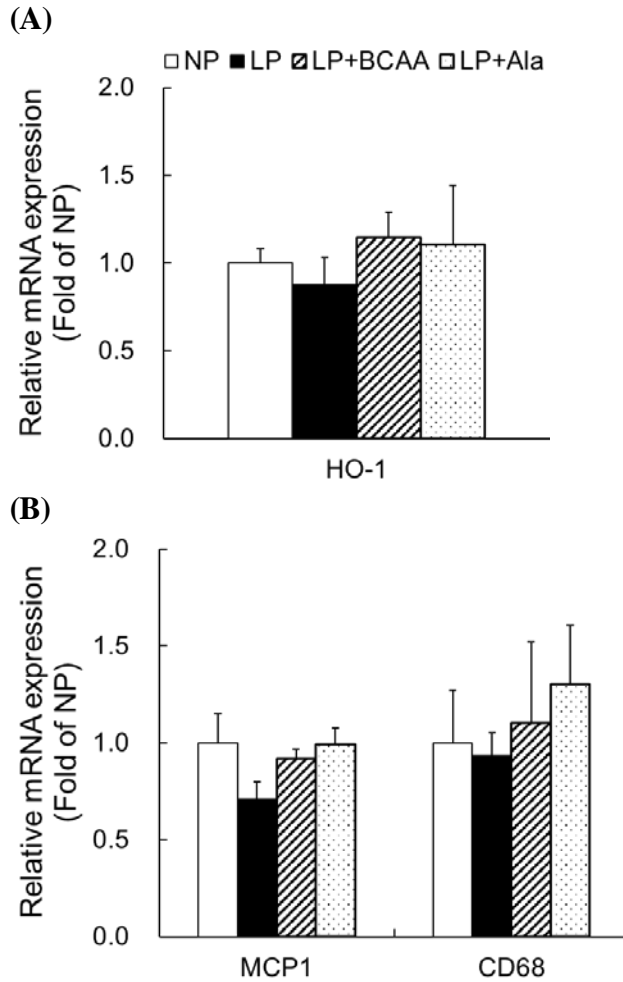 (A)
NP LP LP+BCAA LP+Ala
Relative mRNA expression
(Fold of NP)
2.0
1.5
1.0
0.5
0.0
HO-1
(B)
Relative mRNA expression
(Fold of NP)
2.0
1.5
1.0
0.5
0.0
MCP1 CD68